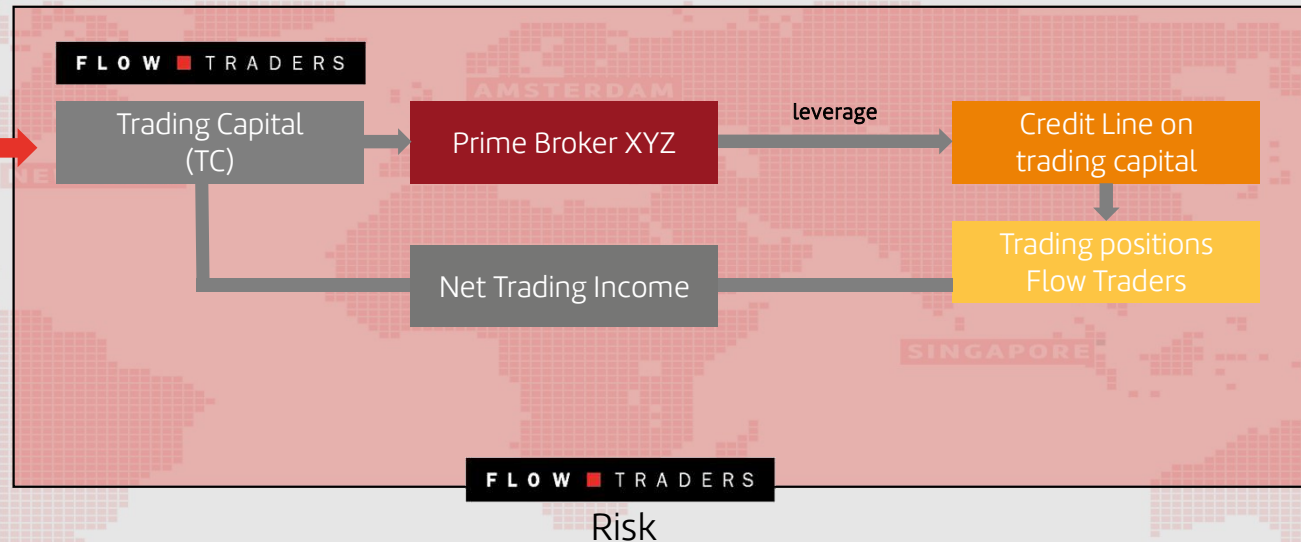 FLOW TRADERS
AMSTERDAM
Trading Capital
(TC)
Prime Broker XYZ
leverage
Credit Line on
trading capital
NE
Net Trading Income
Trading positions
Flow Traders
SINGAPORE
FLOW TRADERS
Risk